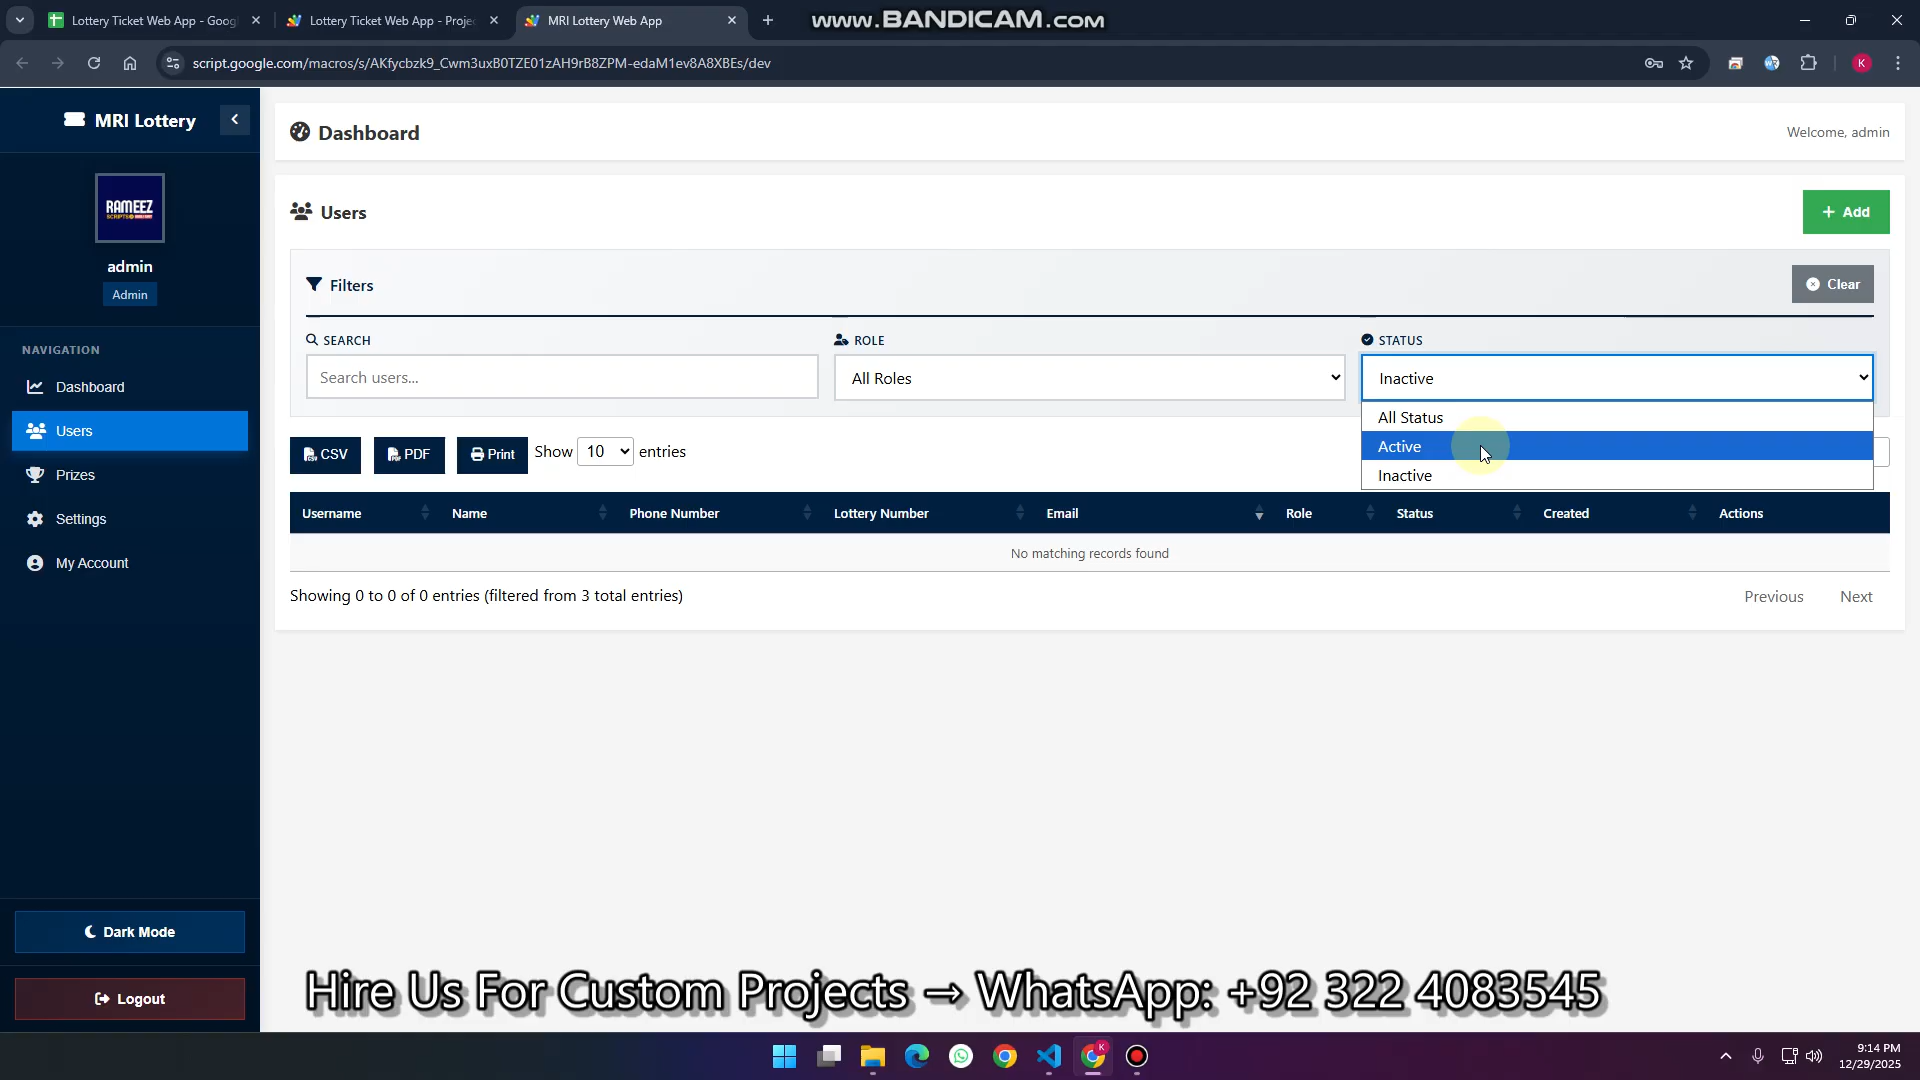 Lottery Ticket Web App - Goog
Lottery Ticket Web App - Projec
MRI Lottery Web App
www.BANDICAM.com
script.google.com/macros/s/AKfycbzk9_Cwm3uxB0TZE01zAH9rB8ZPM-edaM1ev8A8XBEs/dev
K
MRI Lottery
Dashboard
Welcome, admin
RAMEEZ
SCRIPTS
admin
Admin
Users
Add
Filters
Clear
NAVIGATION
Dashboard
Users
Prizes
Settings
My Account
SEARCH
ROLE
STATUS
Search users...
All Roles
Inactive
All Status
Active
Inactive
CSV
PDF
Print
Show 10 entries
Username Name Phone Number Lottery Number Email Role Status Created Actions
No matching records found
Showing 0 to 0 of 0 entries (filtered from 3 total entries)
Previous Next
Dark Mode
Logout
Hire Us For Custom Projects → WhatsApp: +92 322 4083545
K
9:14 PM
12/29/2025